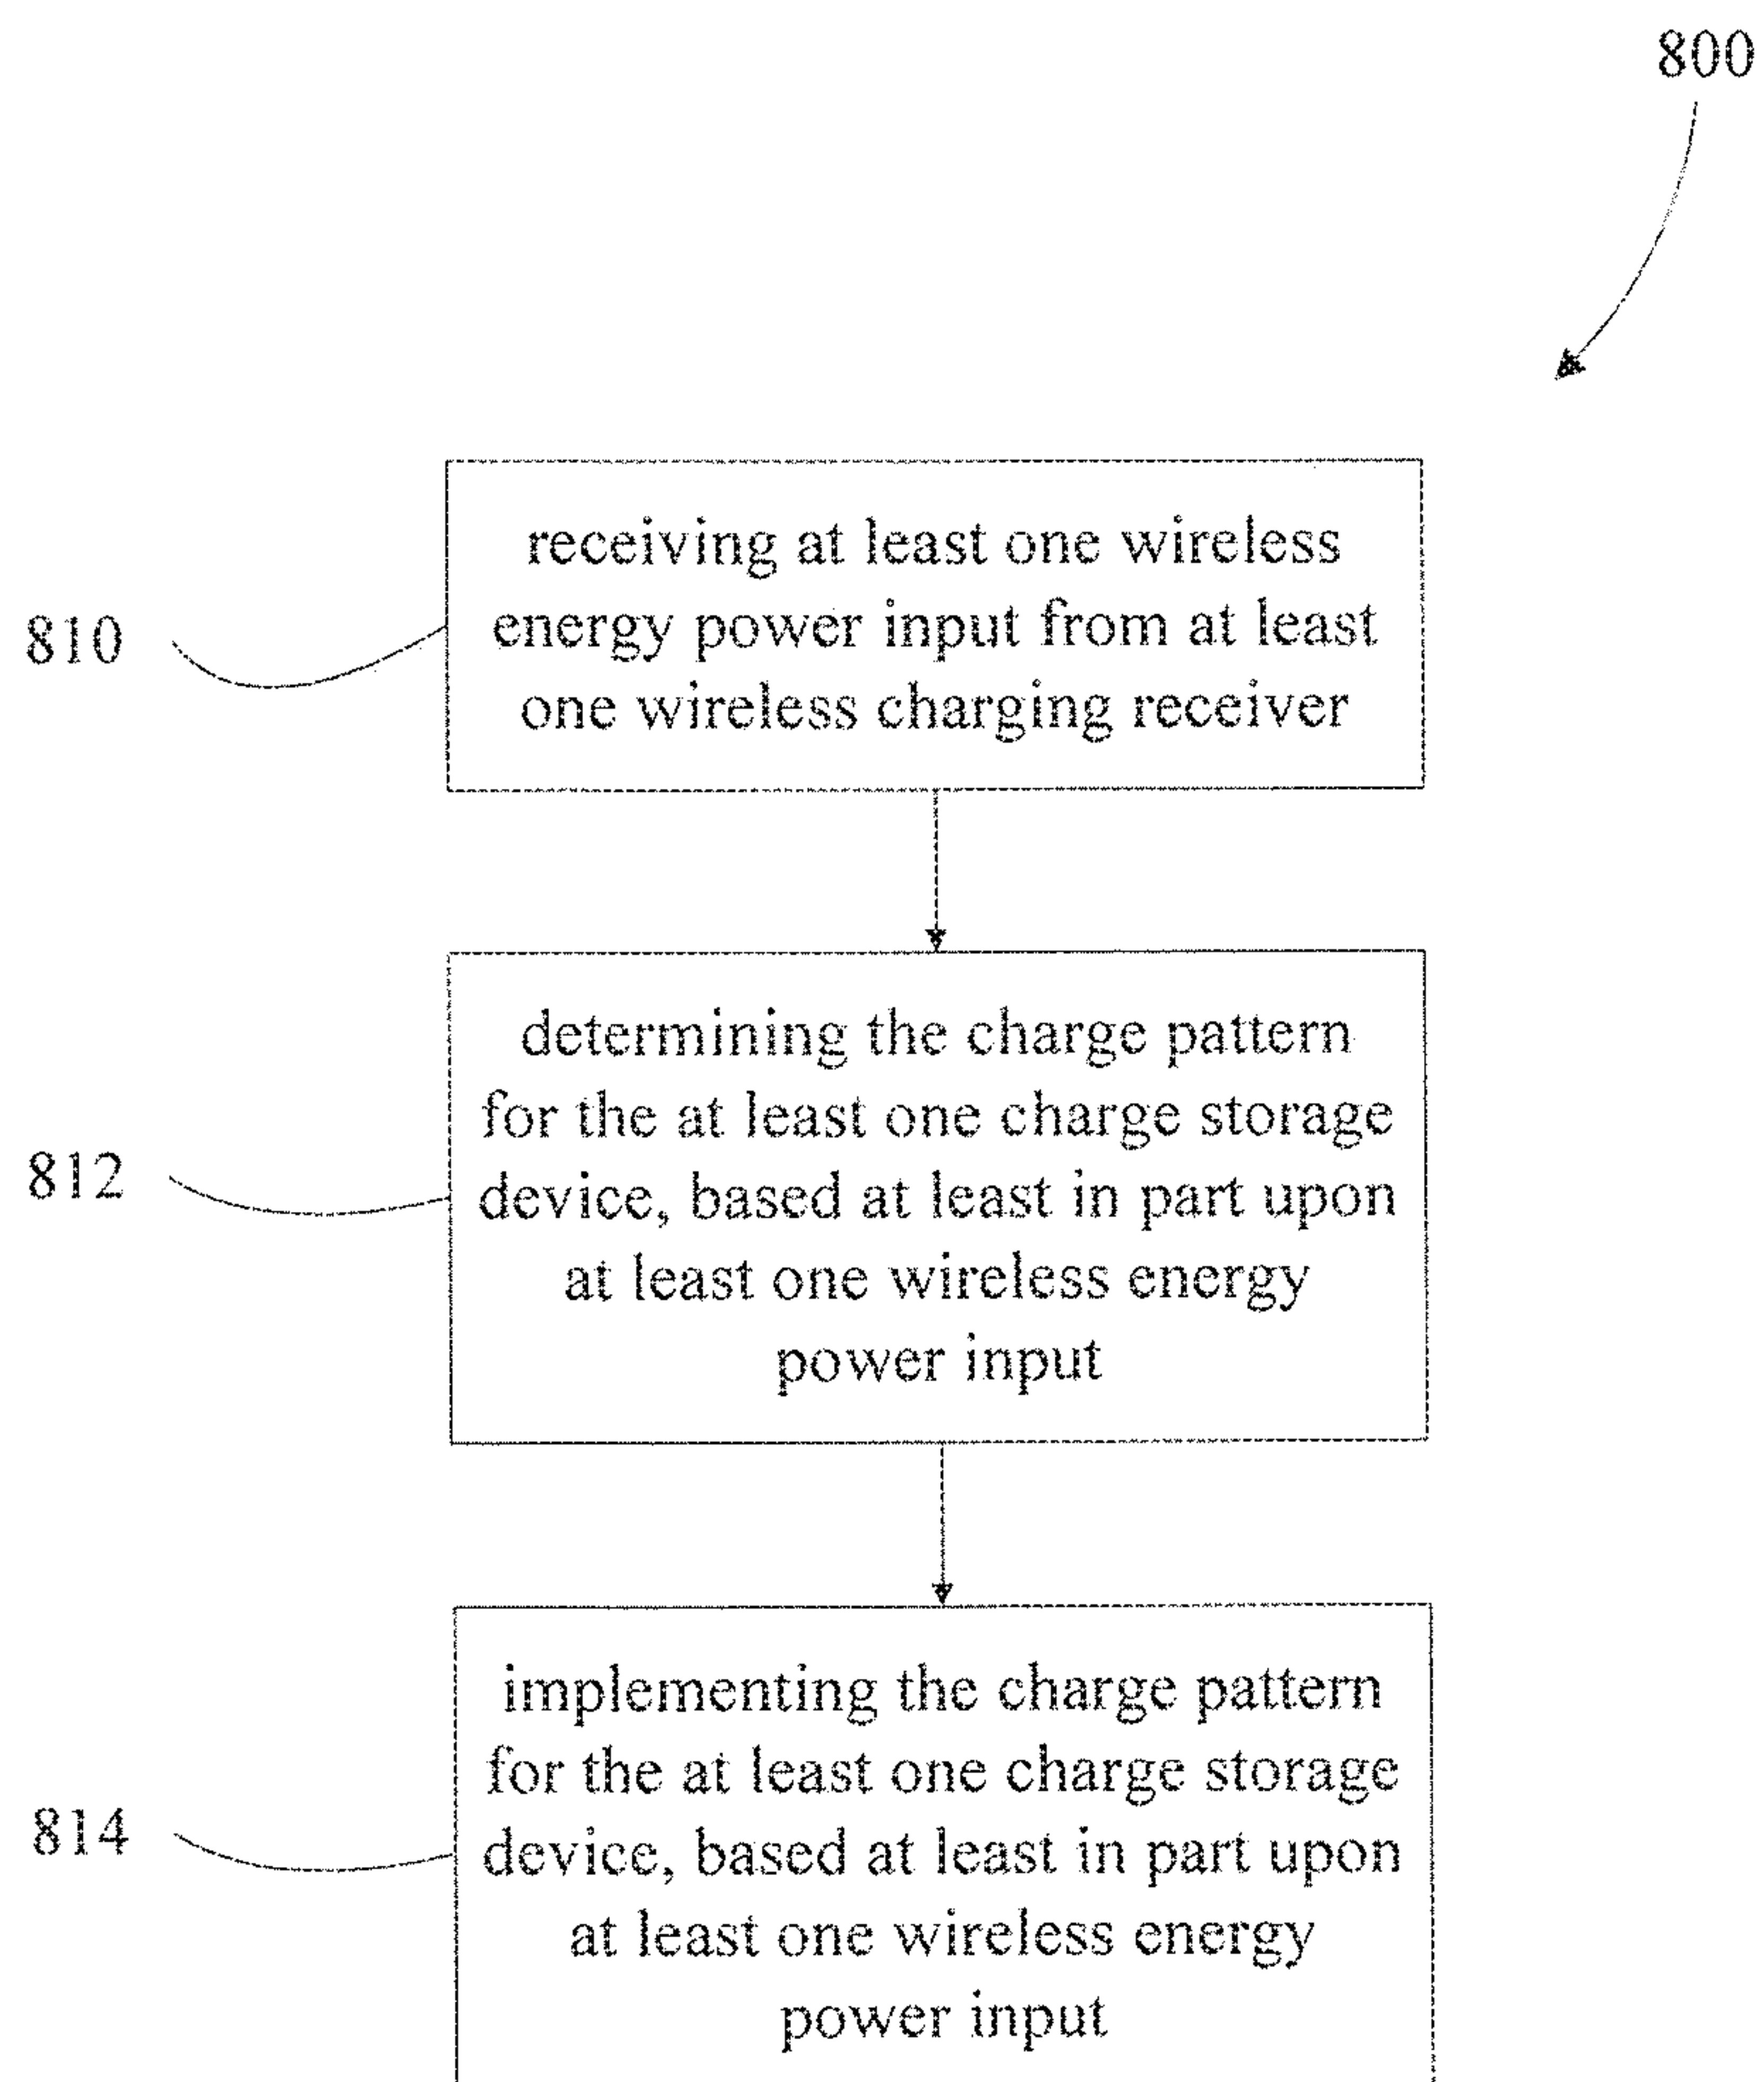 800
810
receiving at least one wireless
energy power input from at least
one wireless charging receiver
812
determining the charge pattern
for the at least one charge storage
device, based at least in part upon
at least one wireless energy
power input
814
implementing the charge pattern
for the at least one charge storage
device, based at least in part upon
at least one wireless energy
power input